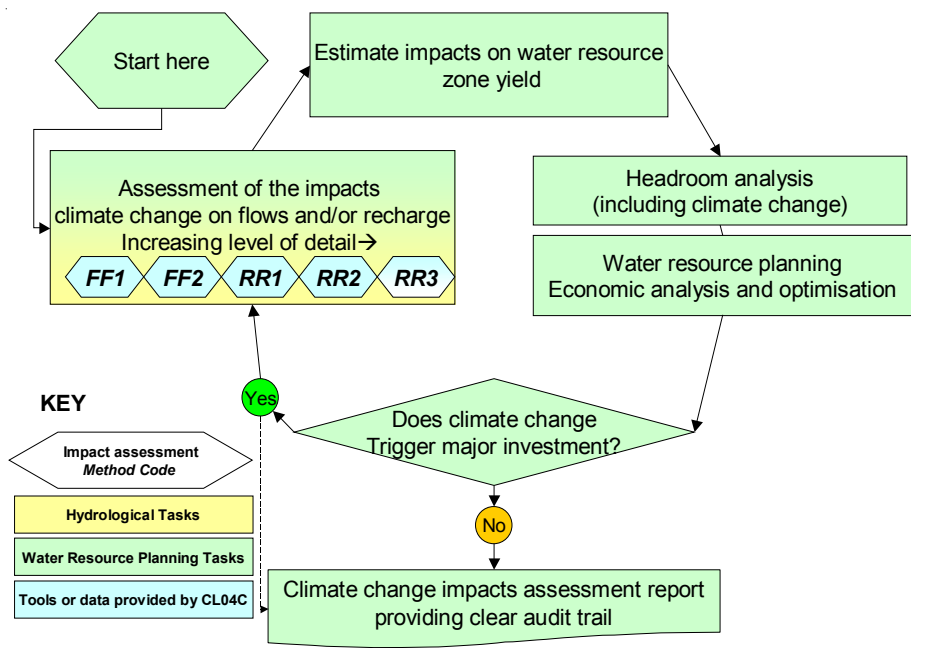 Start here
Estimate impacts on water resource
zone yield
Assessment of the impacts
climate change on flows and/or recharge
Increasing level of detail→
FF1 FF2 RR1 RR2 RR3
Headroom analysis
(including climate change)
Water resource planning
Economic analysis and optimisation
Does climate change
Trigger major investment?
Yes
No
Climate change impacts assessment report
providing clear audit trail
KEY
Impact assessment
Method Code
Hydrological Tasks
Water Resource Planning Tasks
Tools or data provided by CL04C